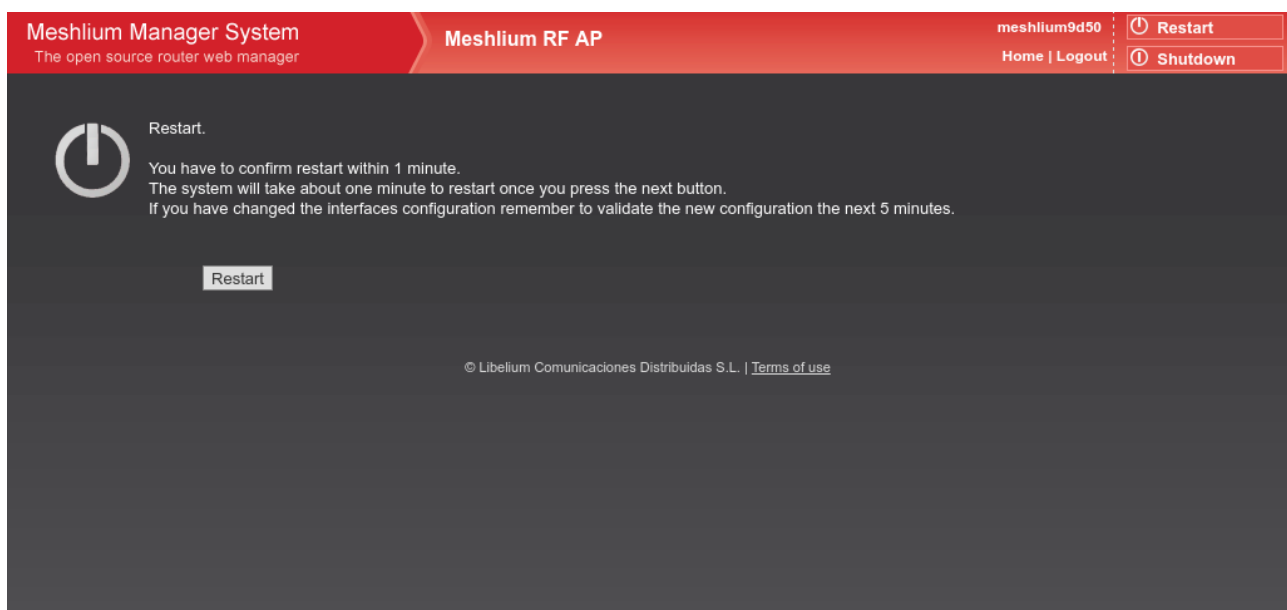 Meshlium Manager System
The open source router web manager
Meshlium RF AP
meshlium9d50
Home | Logout
Restart
Shutdown
Restart.
You have to confirm restart within 1 minute.
The system will take about one minute to restart once you press the next button.
If you have changed the interfaces configuration remember to validate the new configuration the next 5 minutes.
Restart
© Libelium Comunicaciones Distribuidas S.L. | Terms of use